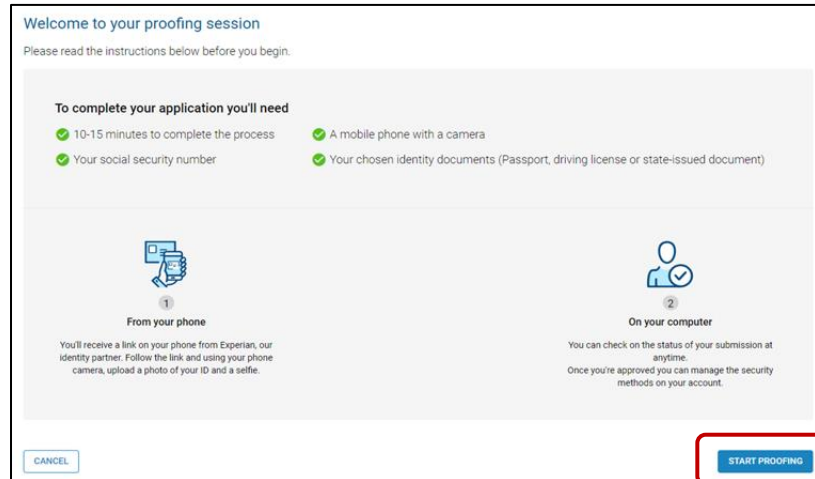 Welcome to your proofing session
Please read the instructions below before you begin.
To complete your application you'll need
10-15 minutes to complete the process
A mobile phone with a camera
Your social security number
Your chosen identity documents (Passport, driving license or state-issued document)
1
From your phone
You'll receive a link on your phone from Experian, our
identity partner. Follow the link and using your phone
camera, upload a photo of your ID and a selfie.
2
On your computer
You can check on the status of your submission at
anytime.
Once you're approved you can manage the security
methods on your account.
CANCEL
START PROOFING